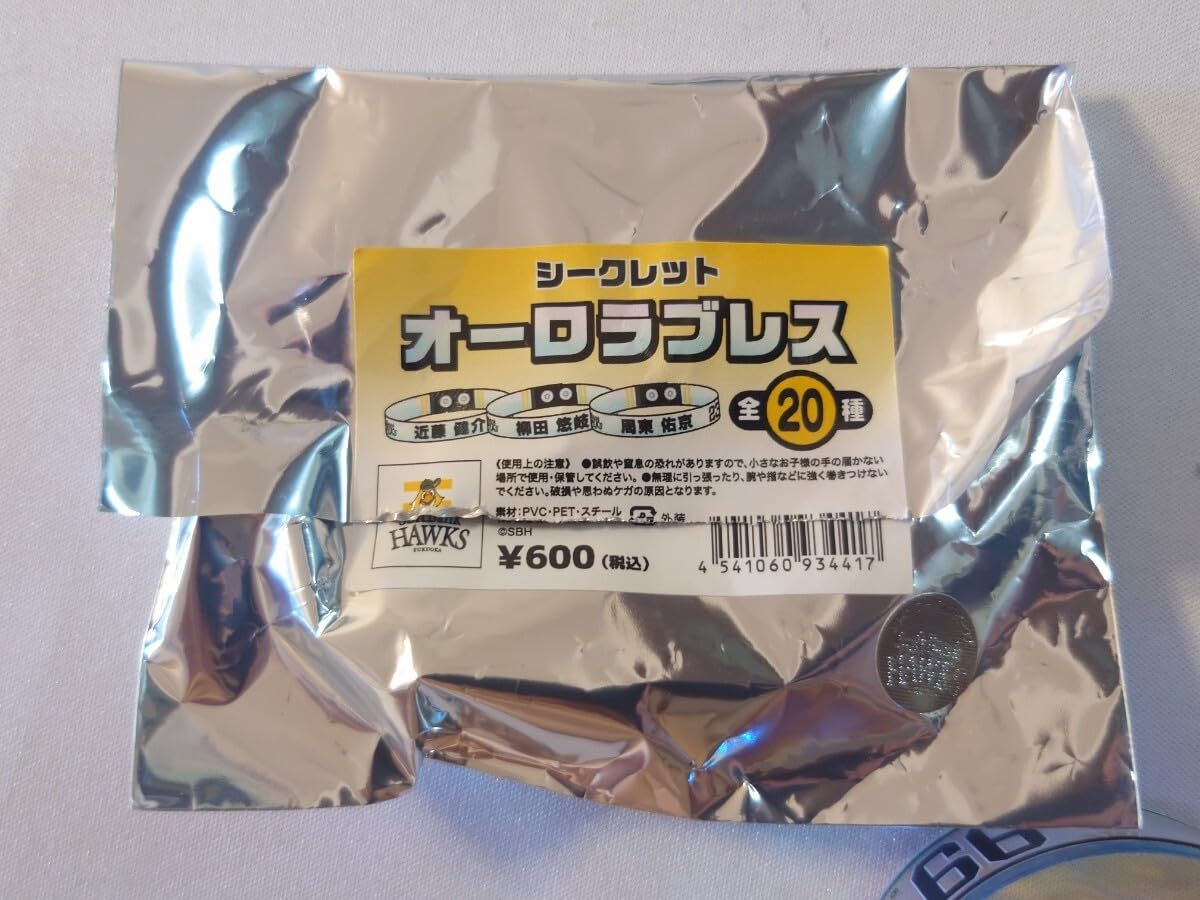 シークレット
オーロラブレス
近藤 健介
柳田 悠岐
周東 佑京
23
全20種
《使用上の注意》 ●誤飲や窒息の恐れがありますので、小さなお子様の手の届かない
場所で使用・保管してください。●無理に引っ張ったり、腕や指などに強く巻きつけない
でください。破損や思わぬケガの原因となります。
素材:PVC・PET・スチール
外装
©SBH
HAWKS
FUKUOKA
¥600(税込)
4 541060 934417
99